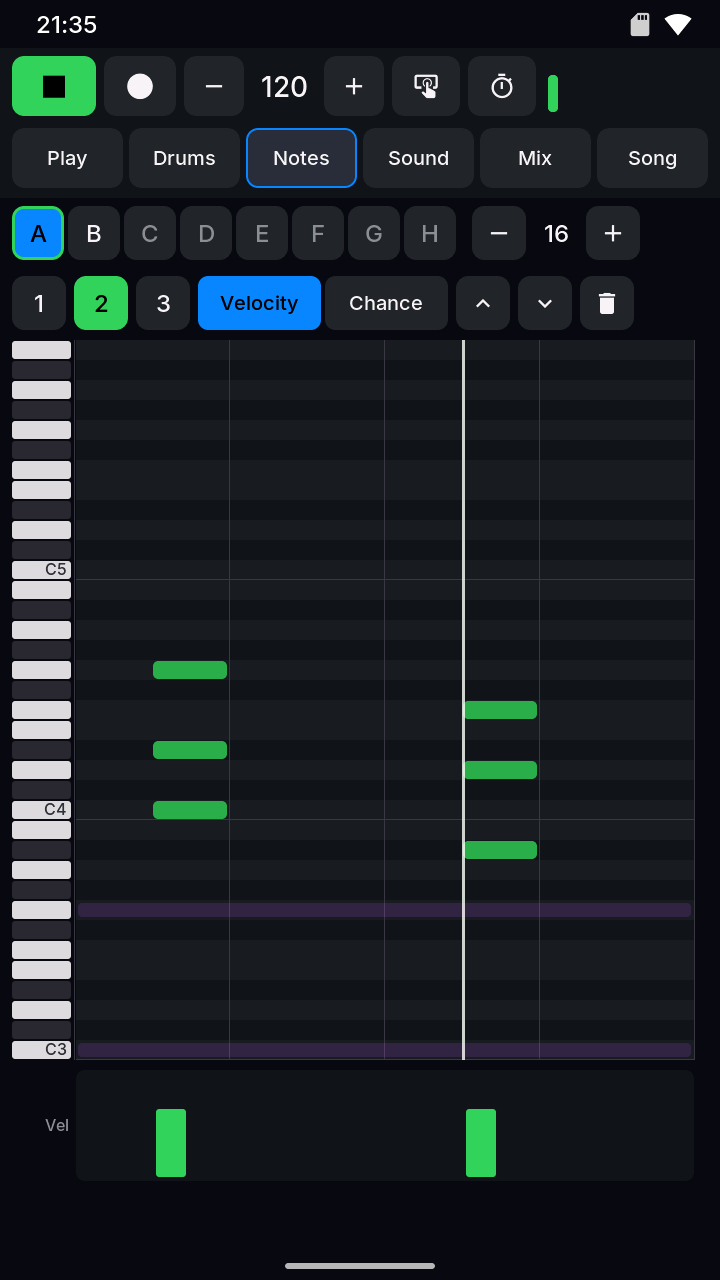 21:35
− 120 +
Play Drums Notes Sound Mix Song
A B C D E F G H − 16 +
1 2 3 Velocity Chance
C5
C4
C3
Vel